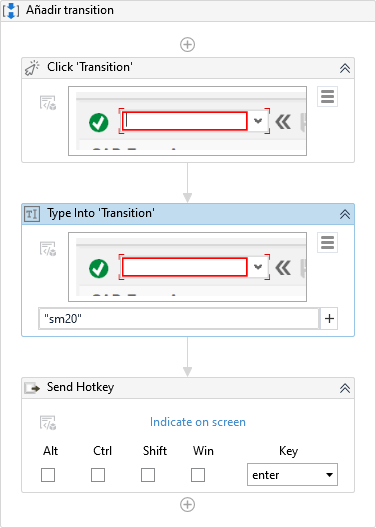 Añadir transition
Click 'Transition'
Type Into 'Transition'
"sm20"
Send Hotkey
Indicate on screen
Alt Ctrl Shift Win Key
enter